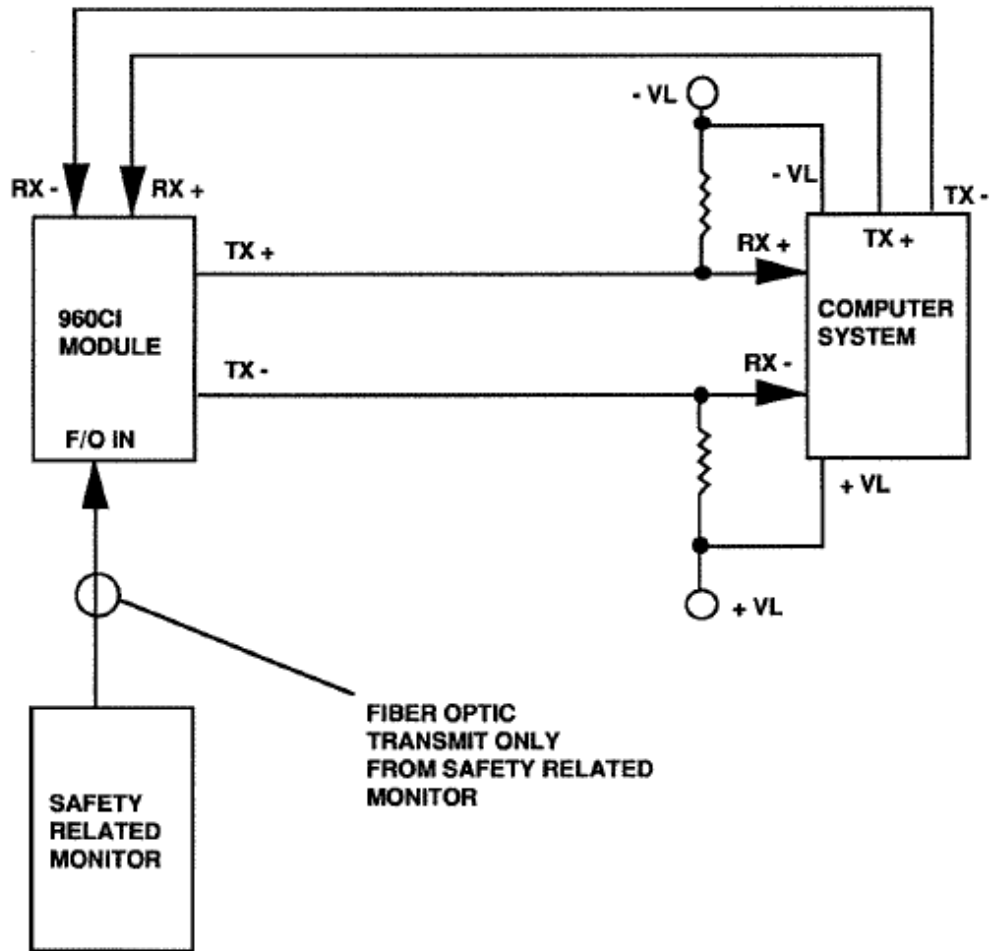 - VL
- VL
RX -
RX +
TX -
TX +
RX +
TX +
960CI
MODULE
COMPUTER
SYSTEM
TX -
RX -
F/O IN
+ VL
+ VL
FIBER OPTIC
TRANSMIT ONLY
FROM SAFETY RELATED
MONITOR
SAFETY
RELATED
MONITOR